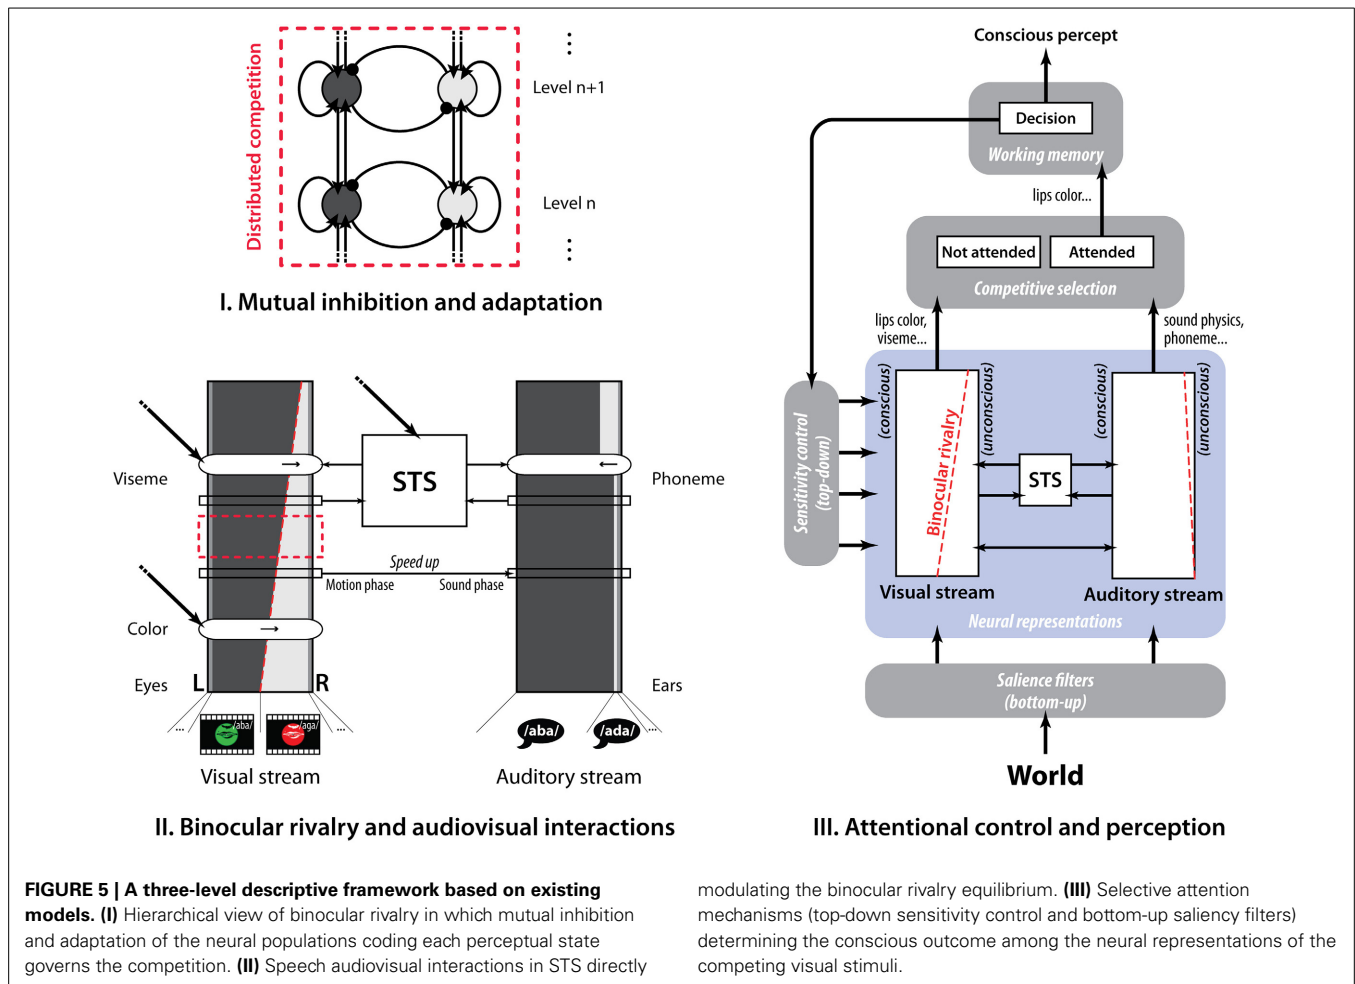 Distributed competition
Level n+1
Level n
I. Mutual inhibition and adaptation
Viseme
STS
Phoneme
Speed up
Motion phase
Sound phase
Color
Eyes
L
R
Ears
...
...
/aba/
/aga/
/aba/
/ada/
...
Visual stream
Auditory stream
II. Binocular rivalry and audiovisual interactions
Conscious percept
Decision
Working memory
lips color...
Not attended
Attended
Competitive selection
lips color,
viseme...
sound physics,
phoneme...
Sensitivity control
(top-down)
(conscious)
Binocular rivalry
(unconscious)
STS
(conscious)
(unconscious)
Visual stream
Auditory stream
Neural representations
Salience filters
(bottom-up)
World
III. Attentional control and perception
FIGURE 5 | A three-level descriptive framework based on existing
models. (I) Hierarchical view of binocular rivalry in which mutual inhibition
and adaptation of the neural populations coding each perceptual state
governs the competition. (II) Speech audiovisual interactions in STS directly
modulating the binocular rivalry equilibrium. (III) Selective attention
mechanisms (top-down sensitivity control and bottom-up saliency filters)
determining the conscious outcome among the neural representations of the
competing visual stimuli.